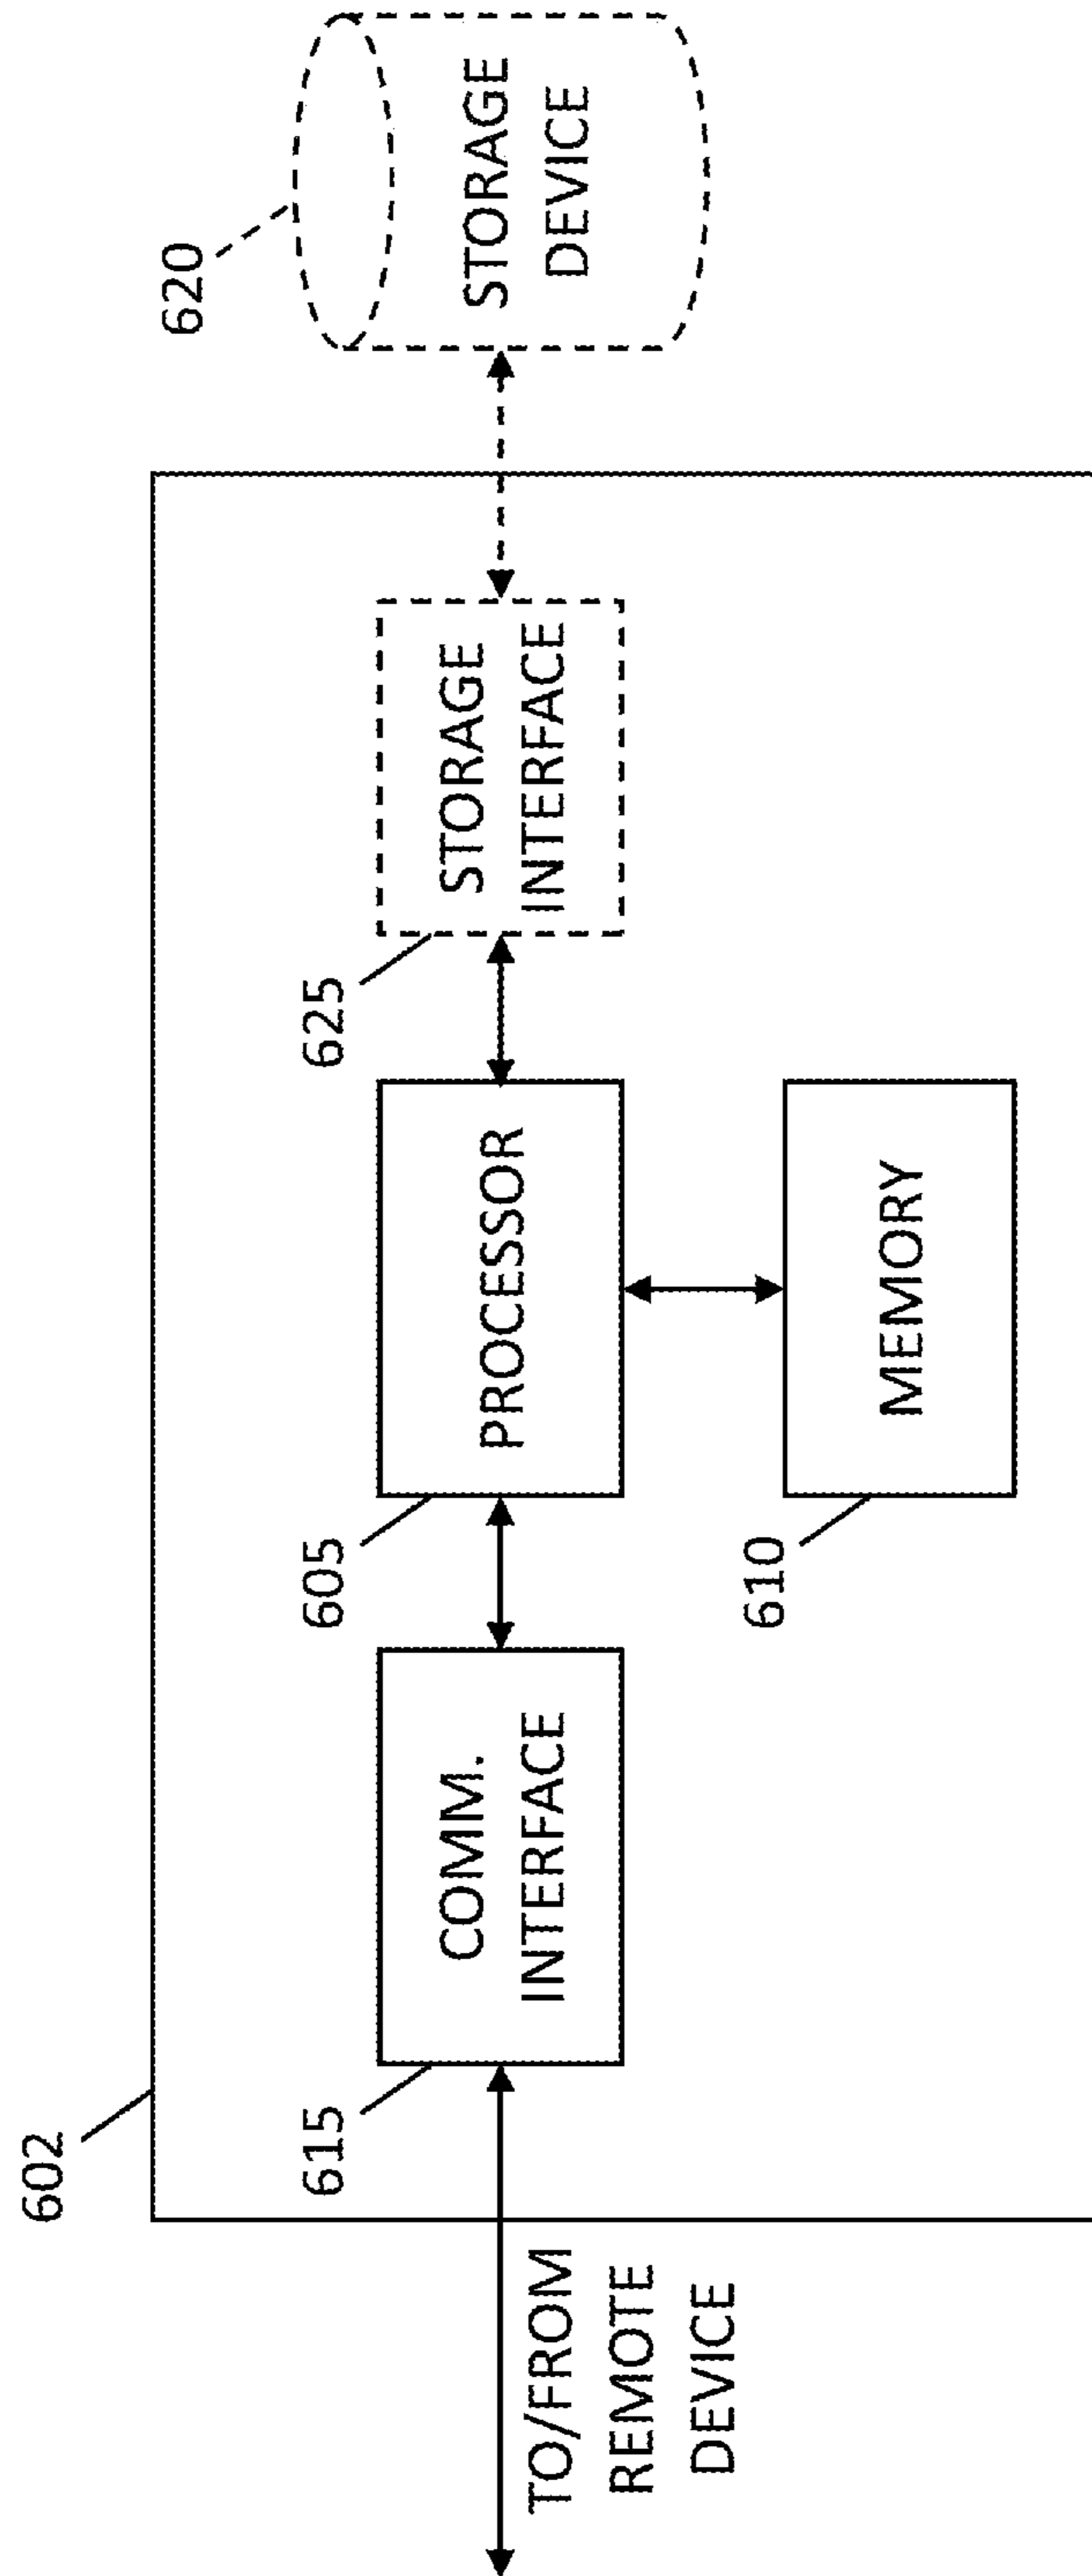 602
615
COMM.
INTERFACE
605
PROCESSOR
625
STORAGE
INTERFACE
620
STORAGE
DEVICE
TO/FROM
REMOTE
DEVICE
610
MEMORY